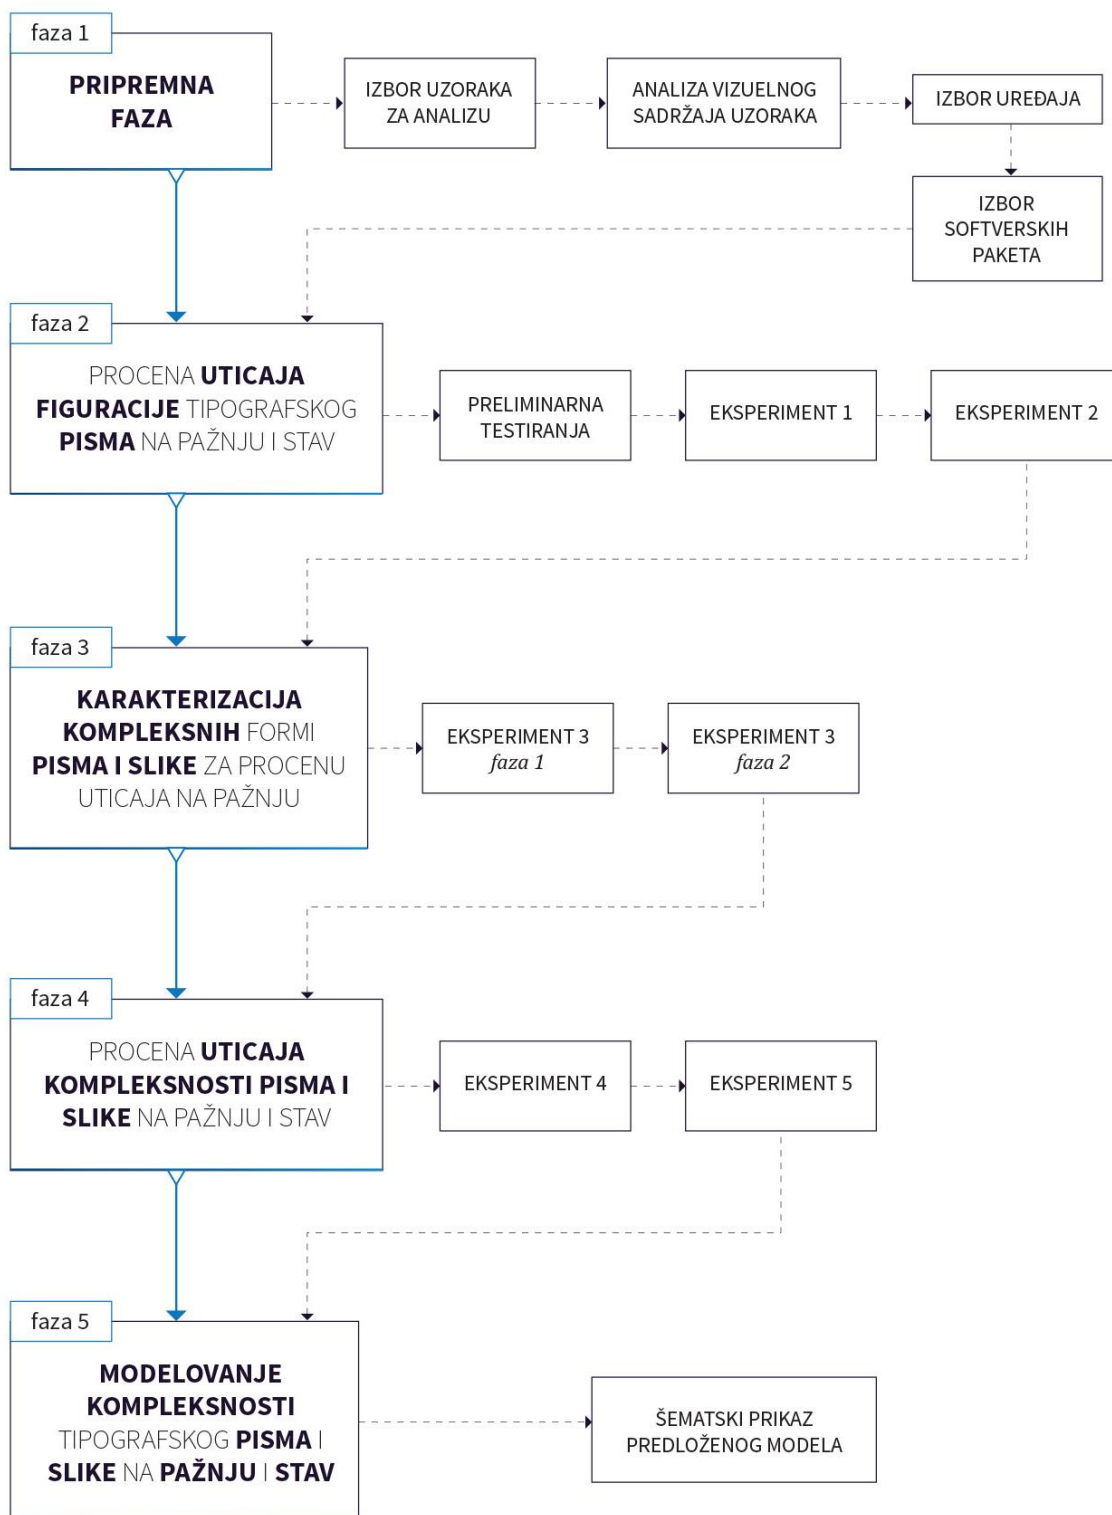 faza 1
PRIPREMNA
FAZA
IZBOR UZORAKA
ZA ANALIZU
ANALIZA VIZUELNOG
SADRŽAJA UZORAKA
IZBOR UREĐAJA
IZBOR
SOFTVERSKIH
PAKETA
faza 2
PROCENA UTICAJA
FIGURACIJE TIPOGRAFSKOG
PISMA NA PAŽNJU I STAV
PRELIMINARNA
TESTIRANJA
EKSPERIMENT 1
EKSPERIMENT 2
faza 3
KARAKTERIZACIJA
KOMPLEKSNIH FORMI
PISMA I SLIKE ZA PROCENU
UTICAJA NA PAŽNJU
EKSPERIMENT 3
faza 1
EKSPERIMENT 3
faza 2
faza 4
PROCENA UTICAJA
KOMPLEKSNOSTI PISMA I
SLIKE NA PAŽNJU I STAV
EKSPERIMENT 4
EKSPERIMENT 5
faza 5
MODELOVANJE
KOMPLEKSNOSTI
TIPOGRAFSKOG PISMA I
SLIKE NA PAŽNJU I STAV
ŠEMATSKI PRIKAZ
PREDLOŽENOG MODELA